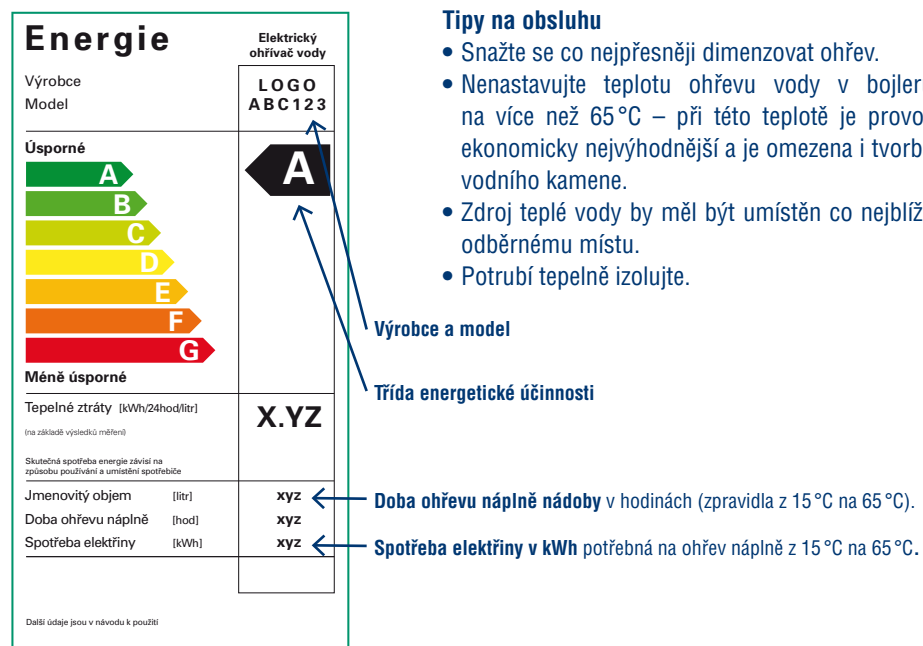 Energie
Elektrický
ohřívač vody
Výrobce
Model
LOGO
ABC123
Úsporné
A
B
C
D
E
F
G
A
Méně úsporné
Tepelné ztráty [kWh/24hod/litr]
X.YZ
(na základě výsledků měření)
Skutečná spotřeba energie závisí na
způsobu používání a umístění spotřebiče
Jmenovitý objem [litr] xyz
Doba ohřevu náplně [hod] xyz
Spotřeba elektřiny [kWh] xyz
Další údaje jsou v návodu k použití
Tipy na obsluhu
• Snažte se co nejpřesněji dimenzovat ohřev.
• Nenastavujte teplotu ohřevu vody v bojler
na více než 65 °C – při této teplotě je provo
ekonomicky nejvýhodnější a je omezena i tvorb
vodního kamene.
• Zdroj teplé vody by měl být umístěn co nejblíž
odběrnému místu.
• Potrubí tepelně izolujte.
Výrobce a model
Třída energetické účinnosti
Doba ohřevu náplně nádoby v hodinách (zpravidla z 15 °C na 65 °C).
Spotřeba elektřiny v kWh potřebná na ohřev náplně z 15 °C na 65 °C.